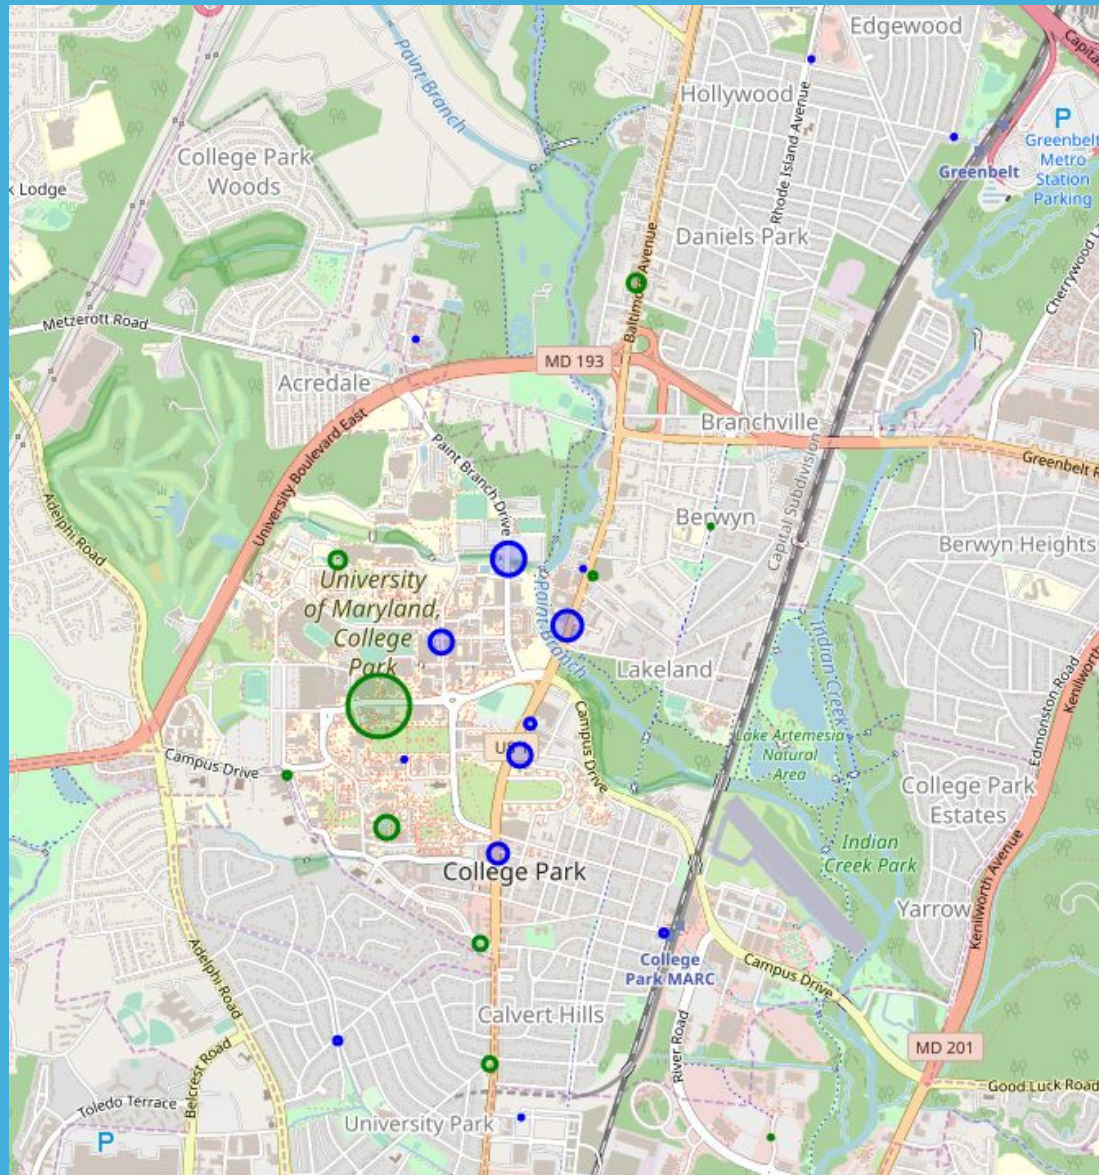 Edgewood
Capital
Paint Branch
Hollywood
P
Greenbelt
Metro
Station
Parking
College Park
Woods
Lodge
Greenbelt
Rhode Island Avenue
Daniels Park
Baltimore Avenue
Metzerott Road
MD 193
Acredale
Branchville
University Boulevard East
Paint Branch Drive
Capital Subdivision
Greenbelt R
Adelphi Road
Berwyn
Berwyn Heights
University
of Maryland,
College
Park
Paint Branch
Indian Creek
Lakeland
Edmonston Road
Kenilworth
Campus Drive
Lake Artemesia
Natural
Area
US 1
Campus Drive
College Park
Estates
Indian
Creek Park
College Park
Yarrow
Kenilworth Avenue
College
Park MARC
Campus Drive
Adelphi Road
Calvert Hills
River Road
MD 201
Belcrest Road
Good Luck Road
Toledo Terrace
University Park
P